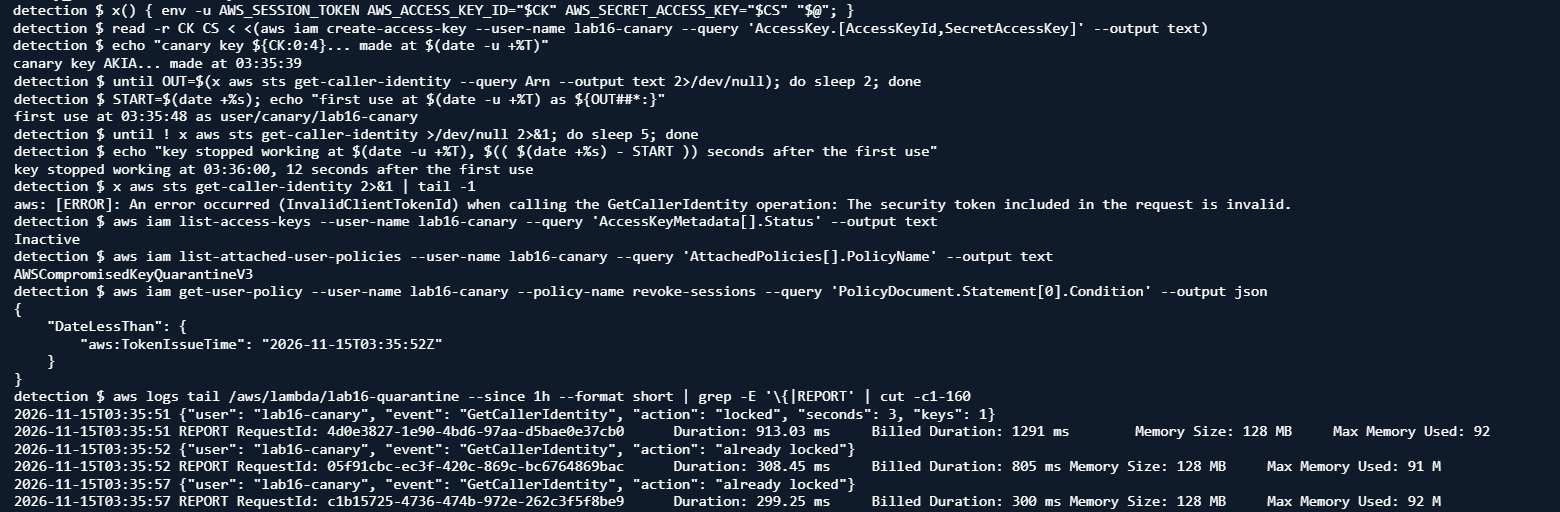 detection $ x() { env -u AWS_SESSION_TOKEN AWS_ACCESS_KEY_ID="$CK" AWS_SECRET_ACCESS_KEY="$CS" "$@"; }
detection $ read -r CK CS < <(aws iam create-access-key --user-name lab16-canary --query 'AccessKey.[AccessKeyId,SecretAccessKey]' --output text)
detection $ echo "canary key ${CK:0:4}... made at $(date -u +%T)"
canary key AKIA... made at 03:35:39
detection $ until OUT=$(x aws sts get-caller-identity --query Arn --output text 2>/dev/null); do sleep 2; done
detection $ START=$(date +%s); echo "first use at $(date -u +%T) as ${OUT##*:}"
first use at 03:35:48 as user/canary/lab16-canary
detection $ until ! x aws sts get-caller-identity >/dev/null 2>&1; do sleep 5; done
detection $ echo "key stopped working at $(date -u +%T), $(( $(date +%s) - START )) seconds after the first use"
key stopped working at 03:36:00, 12 seconds after the first use
detection $ x aws sts get-caller-identity 2>&1 | tail -1
aws: [ERROR]: An error occurred (InvalidClientTokenId) when calling the GetCallerIdentity operation: The security token included in the request is invalid.
detection $ aws iam list-access-keys --user-name lab16-canary --query 'AccessKeyMetadata[].Status' --output text
Inactive
detection $ aws iam list-attached-user-policies --user-name lab16-canary --query 'AttachedPolicies[].PolicyName' --output text
AWSCompromisedKeyQuarantineV3
detection $ aws iam get-user-policy --user-name lab16-canary --policy-name revoke-sessions --query 'PolicyDocument.Statement[0].Condition' --output json
{
    "DateLessThan": {
        "aws:TokenIssueTime": "2026-11-15T03:35:52Z"
    }
}
detection $ aws logs tail /aws/lambda/lab16-quarantine --since 1h --format short | grep -E '\{|REPORT' | cut -c1-160
2026-11-15T03:35:51 {"user": "lab16-canary", "event": "GetCallerIdentity", "action": "locked", "seconds": 3, "keys": 1}
2026-11-15T03:35:51 REPORT RequestId: 4d0e3827-1e90-4bd6-97aa-d5bae0e37cb0      Duration: 913.03 ms     Billed Duration: 1291 ms        Memory Size: 128 MB     Max Memory Used: 92
2026-11-15T03:35:52 {"user": "lab16-canary", "event": "GetCallerIdentity", "action": "already locked"}
2026-11-15T03:35:52 REPORT RequestId: 05f91cbc-ec3f-420c-869c-bc6764869bac      Duration: 308.45 ms     Billed Duration: 805 ms Memory Size: 128 MB     Max Memory Used: 91 M
2026-11-15T03:35:57 {"user": "lab16-canary", "event": "GetCallerIdentity", "action": "already locked"}
2026-11-15T03:35:57 REPORT RequestId: c1b15725-4736-474b-972e-262c3f5f8be9      Duration: 299.25 ms     Billed Duration: 300 ms Memory Size: 128 MB     Max Memory Used: 92 M